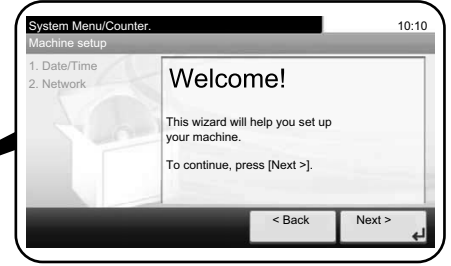 System Menu/Counter. 10:10
Machine setup
1. Date/Time
2. Network
Welcome!
This wizard will help you set up
your machine.
To continue, press [Next >].
< Back Next >